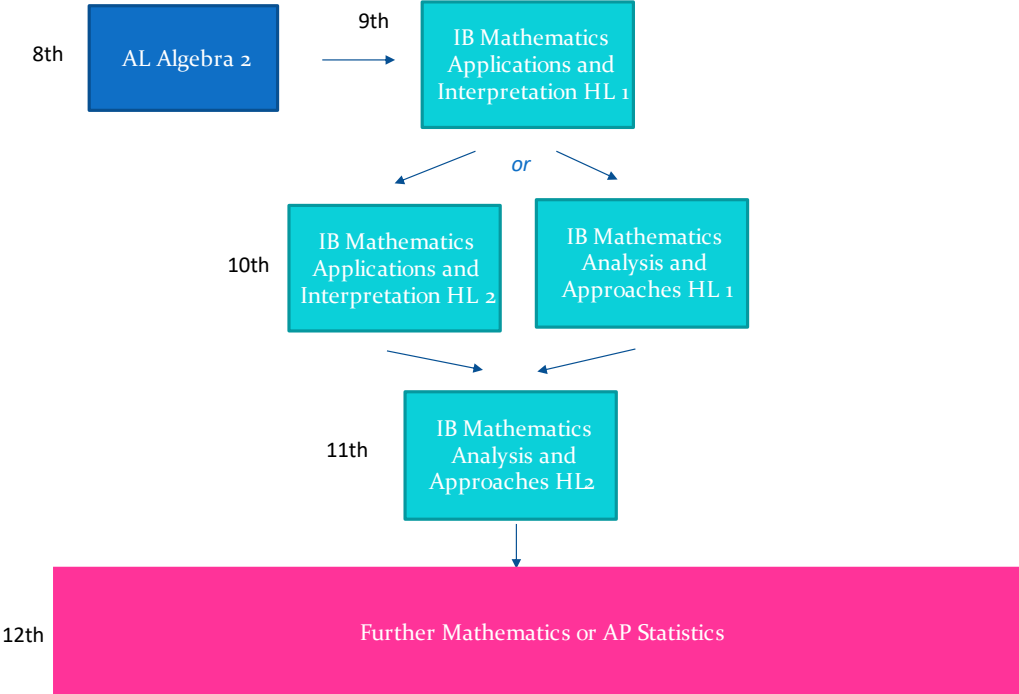 9th
8th
AL Algebra 2
IB Mathematics
Applications and
Interpretation HL 1
or
10th
IB Mathematics
Applications and
Interpretation HL 2
IB Mathematics
Analysis and
Approaches HL 1
11th
IB Mathematics
Analysis and
Approaches HL2
12th
Further Mathematics or AP Statistics